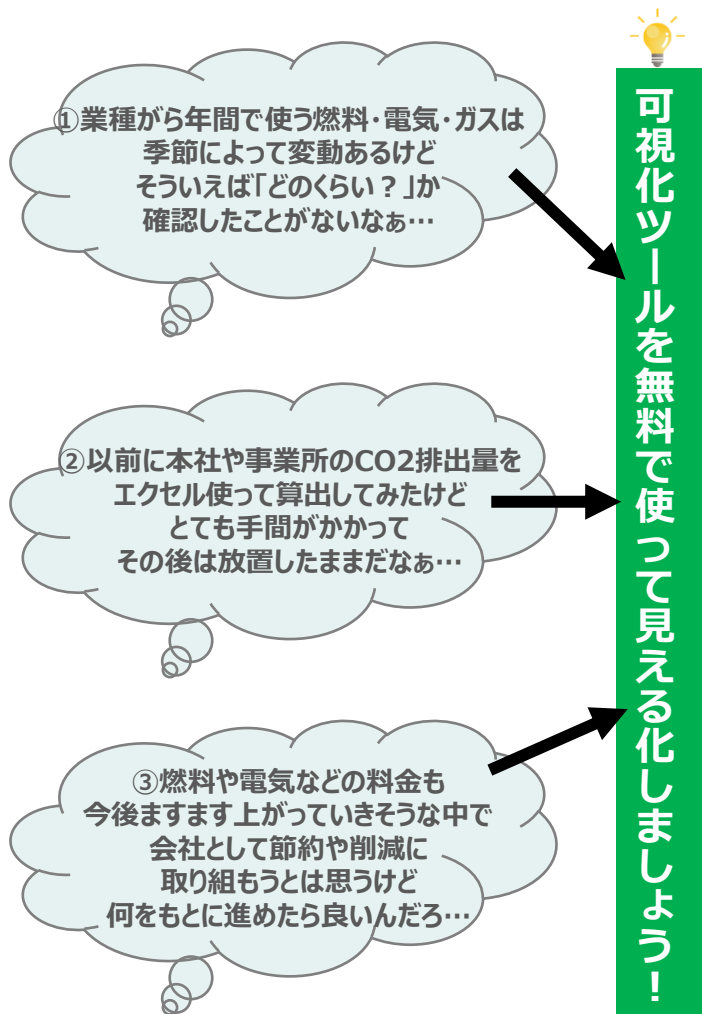 ①業種がら年間で使う燃料・電気・ガスは
季節によって変動あるけど
そういえば「どのくらい？」か
確認したことがないなぁ…
②以前に本社や事業所のCO2排出量を
エクセル使って算出してみたけど
とても手間がかかって
その後は放置したままだなぁ…
③燃料や電気などの料金も
今後ますます上がっていきそうな中で
会社として節約や削減に
取り組もうとは思うけど
何をもとに進めたら良いんだろ…
可視化ツールを無料で使って見える化しましょう！